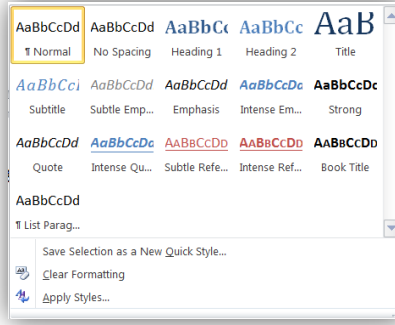 AaBbCcDd AaBbCcDd AaBbCc AaBbCc AaB
¶ Normal No Spacing Heading 1 Heading 2 Title
AaBbCcI AaBbCcDd AaBbCcDd AaBbCcDd AaBbCcDc
Subtitle Subtle Emp... Emphasis Intense Em... Strong
AaBbCcDd AaBbCcDd AaBbCcDd AaBbCcDd AaBbCcDd
Quote Intense Qu... Subtle Refe... Intense Ref... Book Title
AaBbCcDd
¶ List Parag...
Save Selection as a New Quick Style...
Clear Formatting
Apply Styles...